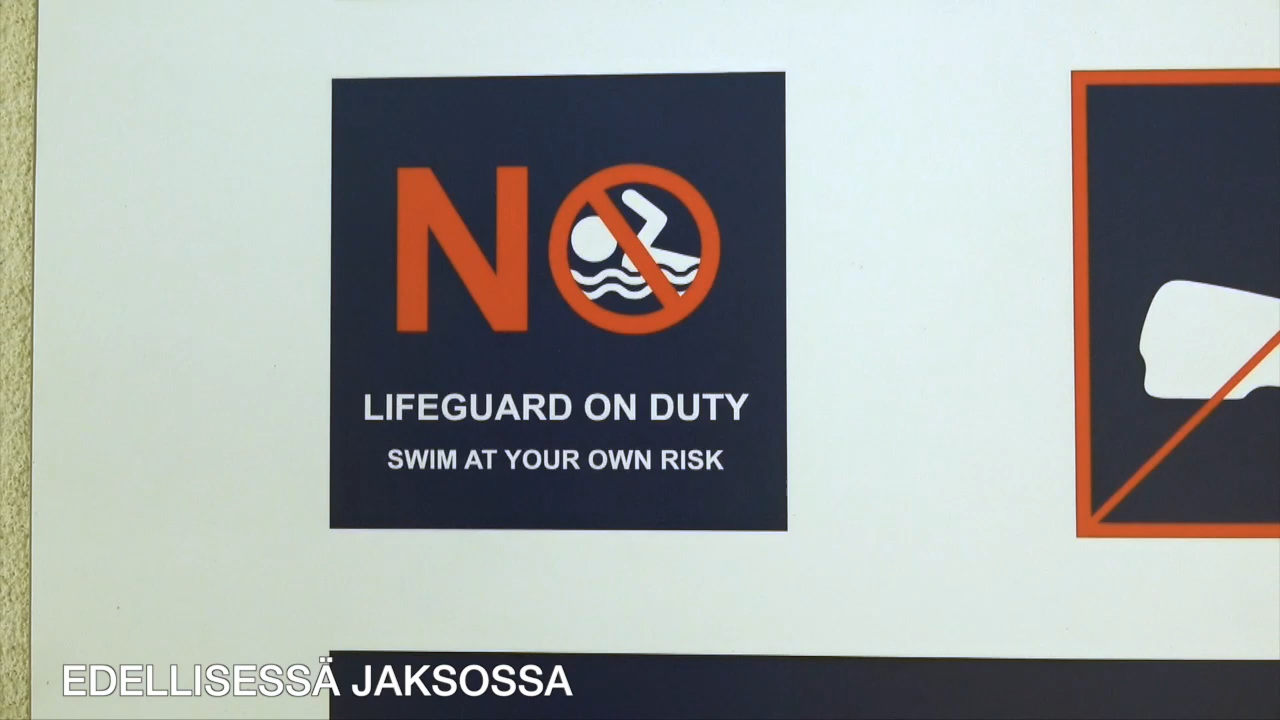 NO
LIFEGUARD ON DUTY
SWIM AT YOUR OWN RISK
EDELLISESSÄ JAKSOSSA